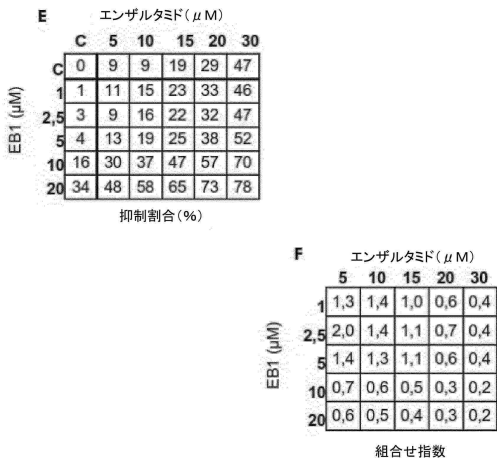 E エンザルタミド(μM)
C 5 10 15 20 30
C 0 9 9 19 29 47
1 1 11 15 23 33 46
2,5 3 9 16 22 32 47
5 4 13 19 25 38 52
10 16 30 37 47 57 70
20 34 48 58 65 73 78
EB1 (μM)
抑制割合(%)
F エンザルタミド(μM)
5 10 15 20 30
1 1,3 1,4 1,0 0,6 0,4
2,5 2,0 1,4 1,1 0,7 0,4
5 1,4 1,3 1,1 0,6 0,4
10 0,7 0,6 0,5 0,3 0,2
20 0,6 0,5 0,4 0,3 0,2
EB1 (μM)
組合せ指数